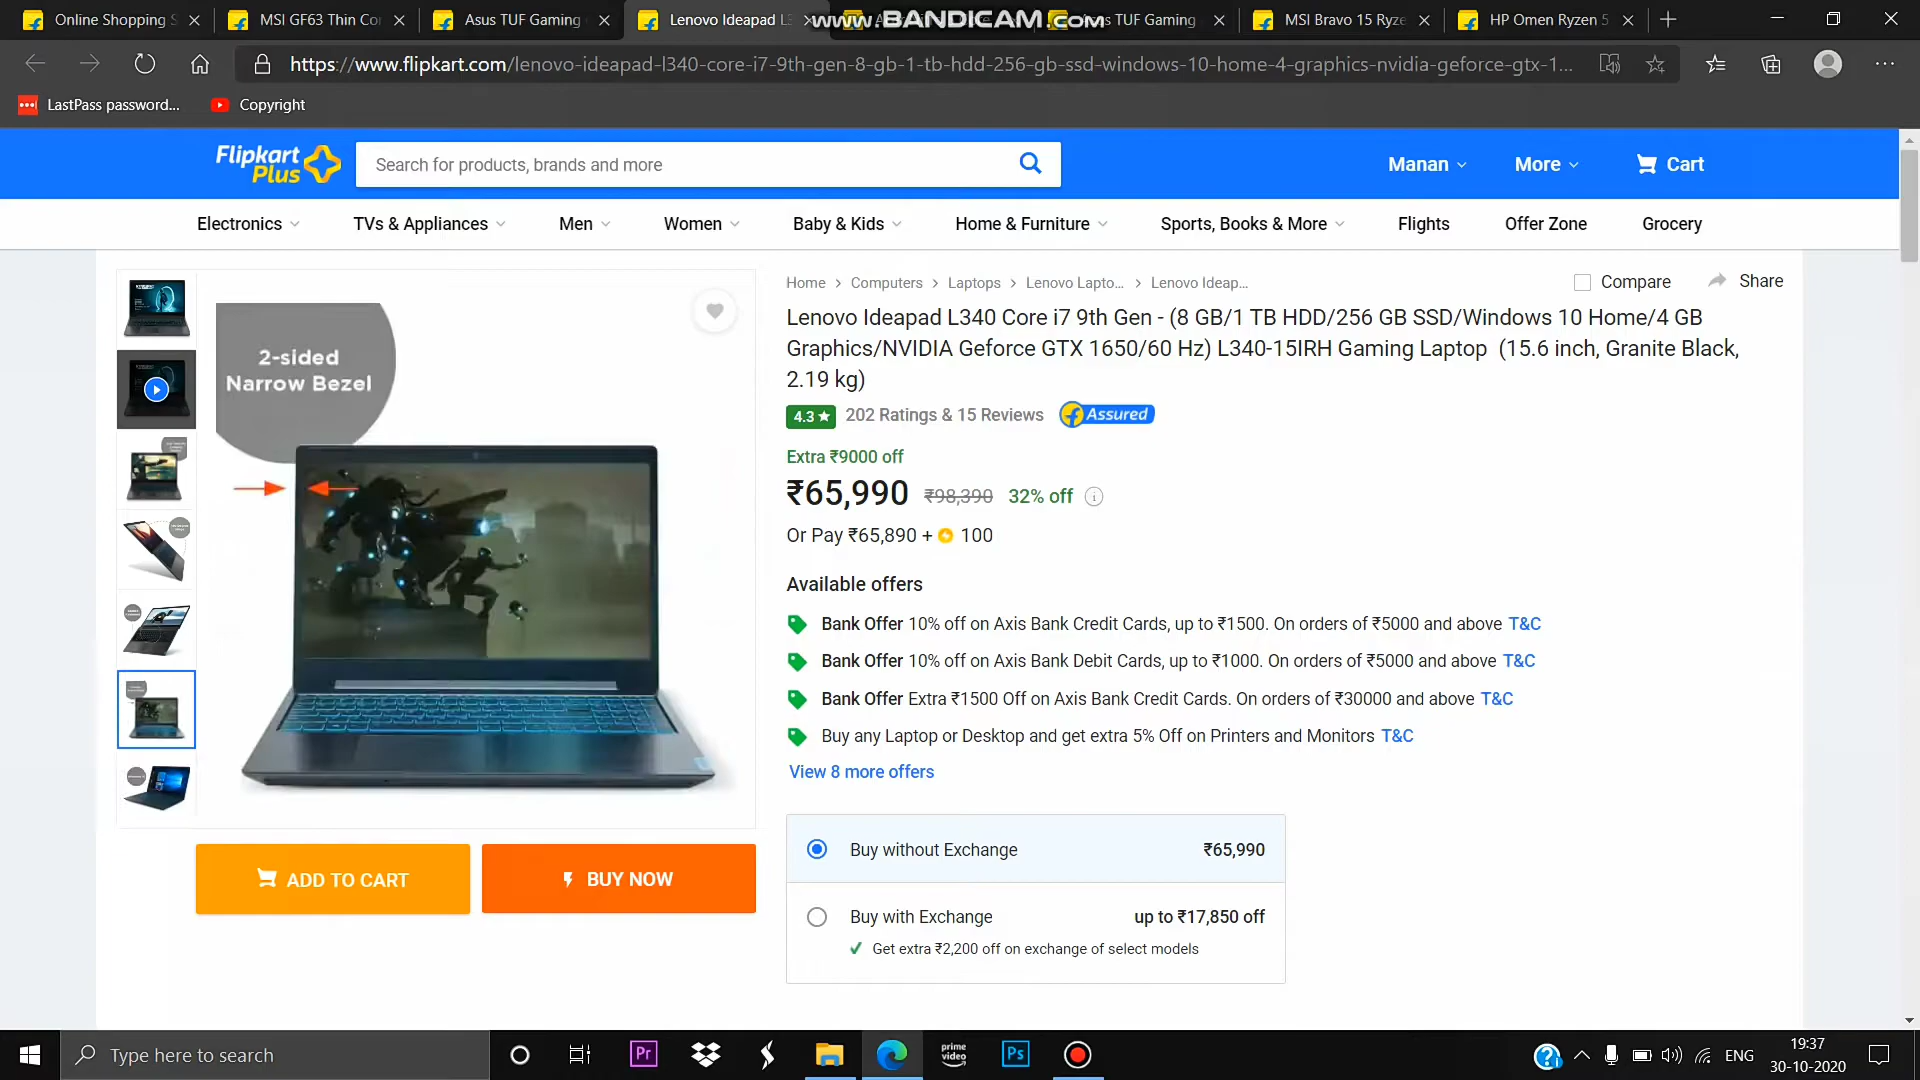 Online Shopping S
MSI GF63 Thin Co
Asus TUF Gaming
Lenovo Ideapad L3
www.BANDICAM.com
TUF Gaming
MSI Bravo 15 Ryze
HP Omen Ryzen 5
https://www.flipkart.com/lenovo-ideapad-l340-core-i7-9th-gen-8-gb-1-tb-hdd-256-gb-ssd-windows-10-home-4-graphics-nvidia-geforce-gtx-1...
LastPass password...
Copyright
Flipkart
Plus
Search for products, brands and more
Manan
More
Cart
Electronics
TVs & Appliances
Men
Women
Baby & Kids
Home & Furniture
Sports, Books & More
Flights
Offer Zone
Grocery
Home
Computers
Laptops
Lenovo Lapto...
Lenovo Ideap...
Compare
Share
2-sided
Narrow Bezel
Lenovo Ideapad L340 Core i7 9th Gen - (8 GB/1 TB HDD/256 GB SSD/Windows 10 Home/4 GB
Graphics/NVIDIA Geforce GTX 1650/60 Hz) L340-15IRH Gaming Laptop (15.6 inch, Granite Black,
2.19 kg)
4.3 ★ 202 Ratings & 15 Reviews
Assured
Extra ₹9000 off
₹65,990 ₹98,390 32% off
Or Pay ₹65,890 + 100
Available offers
Bank Offer 10% off on Axis Bank Credit Cards, up to ₹1500. On orders of ₹5000 and above T&C
Bank Offer 10% off on Axis Bank Debit Cards, up to ₹1000. On orders of ₹5000 and above T&C
Bank Offer Extra ₹1500 Off on Axis Bank Credit Cards. On orders of ₹30000 and above T&C
Buy any Laptop or Desktop and get extra 5% Off on Printers and Monitors T&C
View 8 more offers
Buy without Exchange ₹65,990
Buy with Exchange up to ₹17,850 off
Get extra ₹2,200 off on exchange of select models
ADD TO CART
BUY NOW
Type here to search
Pr
prime
video
Ps
ENG
19:37
30-10-2020